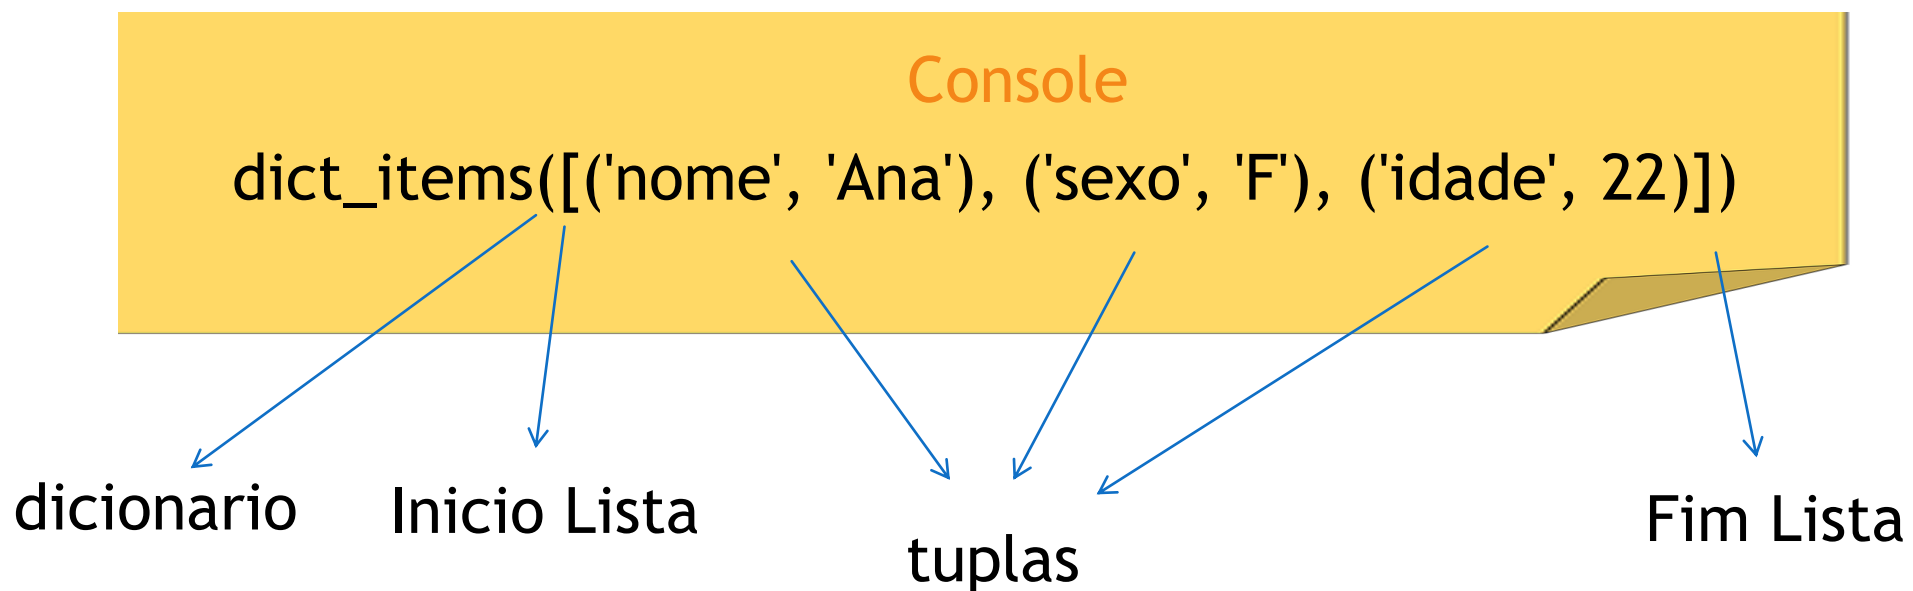 Console
dict_items([('nome', 'Ana'), ('sexo', 'F'), ('idade', 22)])
dicionario
Inicio Lista
tuplas
Fim Lista